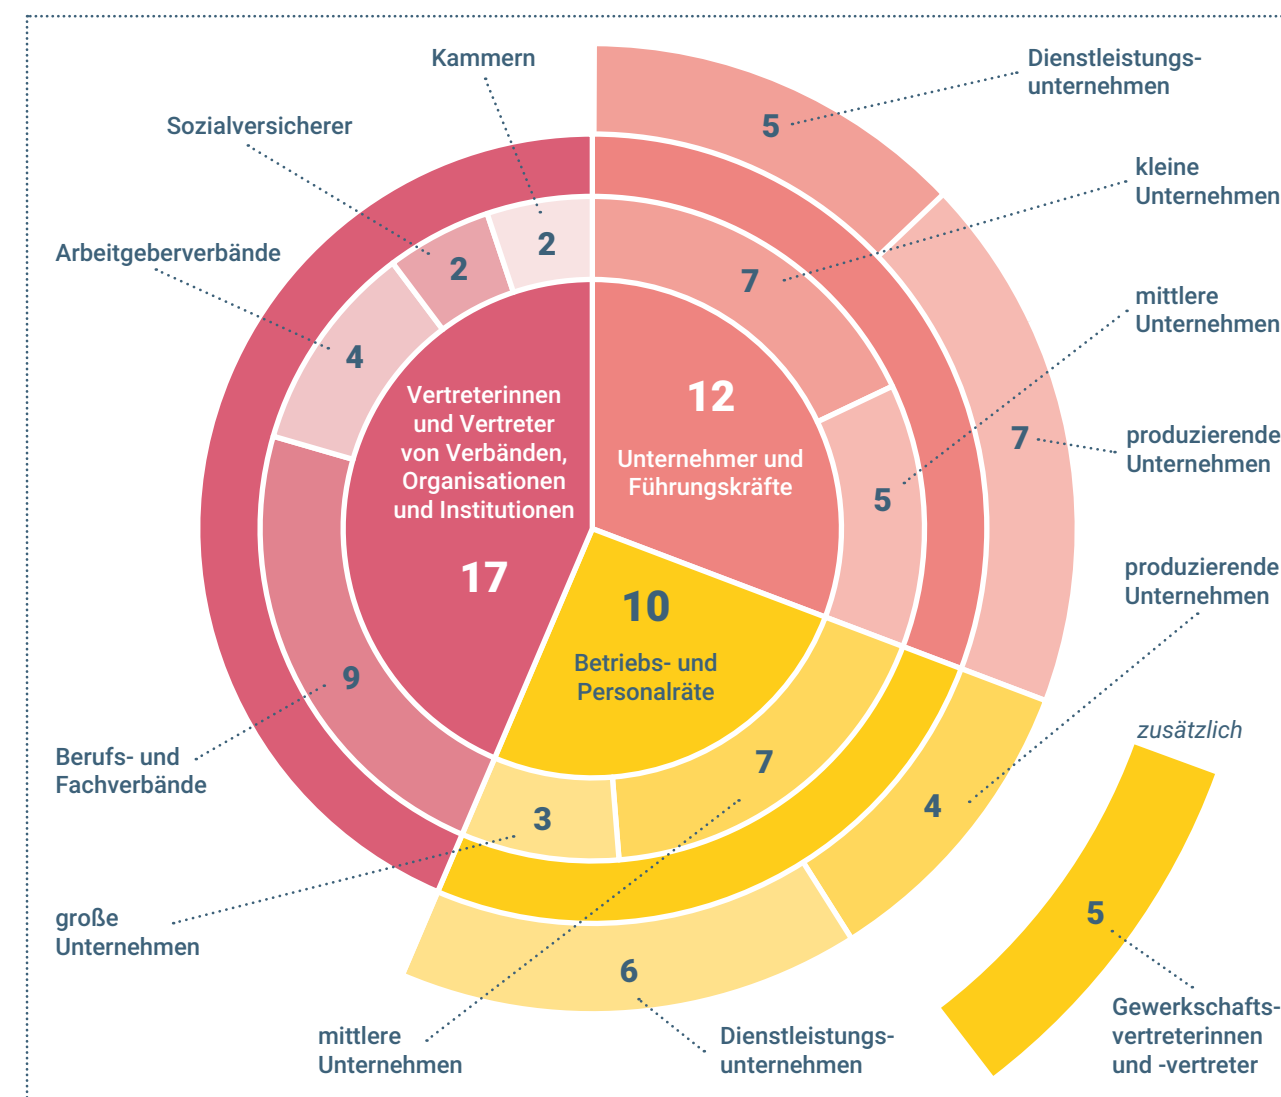 Kammern
Dienstleistungs-
unternehmen
5
Sozialversicherer
kleine
Unternehmen
Arbeitgeberverbände
2
2
7
mittlere
Unternehmen
4
Vertreterinnen
und Vertreter
von Verbänden,
Organisationen
und Institutionen
17
12
Unternehmer und
Führungskräfte
7
produzierende
Unternehmen
5
produzierende
Unternehmen
10
Betriebs- und
Personalräte
9
Berufs- und
Fachverbände
7
3
4
zusätzlich
5
große
Unternehmen
6
mittlere
Unternehmen
Dienstleistungs-
unternehmen
Gewerkschafts-
vertreterinnen
und -vertreter